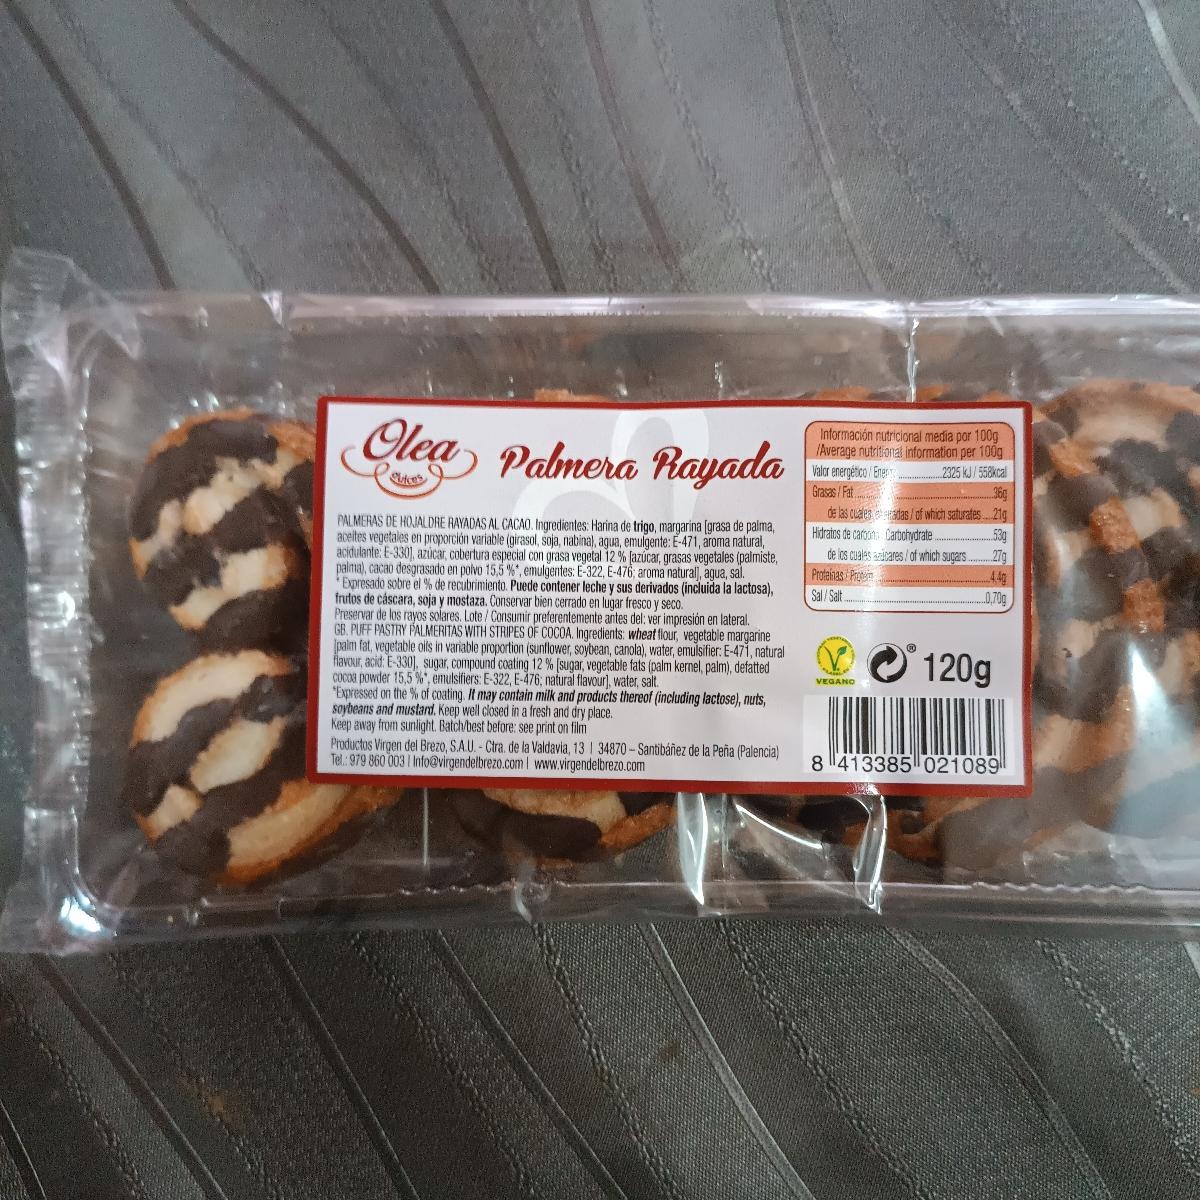 Olea
Dulces
Palmera Rayada
PALMERAS DE HOJALDRE RAYADAS AL CACAO. Ingredientes: Harina de trigo, margarina [grasa de palma,
aceites vegetales en proporción variable (girasol, soja, nabina), agua, emulgente: E-471, aroma natural,
acidulante: E-330], azúcar, cobertura especial con grasa vegetal 12 % [azúcar, grasas vegetales (palmiste,
palma), cacao desgrasado en polvo 15,5 %*, emulgentes: E-322, E-476; aroma natural], agua, sal.
* Expresado sobre el % de recubrimiento. Puede contener leche y sus derivados (incluida la lactosa),
frutos de cáscara, soja y mostaza. Conservar bien cerrado en lugar fresco y seco.
Preservar de los rayos solares. Lote / Consumir preferentemente antes del: ver impresión en lateral.
GB. PUFF PASTRY PALMERITAS WITH STRIPES OF COCOA. Ingredients: wheat flour, vegetable margarine
[palm fat, vegetable oils in variable proportion (sunflower, soybean, canola), water, emulsifier: E-471, natural
flavour, acid: E-330], sugar, compound coating 12 % [sugar, vegetable fats (palm kernel, palm), defatted
cocoa powder 15,5 %*, emulsifiers: E-322, E-476; natural flavour], water, salt.
*Expressed on the % of coating. It may contain milk and products thereof (including lactose), nuts,
soybeans and mustard. Keep well closed in a fresh and dry place.
Keep away from sunlight. Batch/best before: see print on film
Productos Virgen del Brezo, S.A.U. - Ctra. de la Valdavia, 13 | 34870 – Santibáñez de la Peña (Palencia)
Tel.: 979 860 003 | Info@virgendelbrezo.com | www.virgendelbrezo.com
Información nutricional media por 100g
/Average nutritional information per 100g
Valor energético / Energy 2325 kJ / 558kcal
Grasas / Fat 36g
de las cuales saturadas / of which saturates 21g
Hidratos de carbono / Carbohydrate 53g
de los cuales azúcares / of which sugars 27g
Proteínas / Protein 4,4g
Sal / Salt 0,70g
VEGANO
® 120g
8 413385 021089